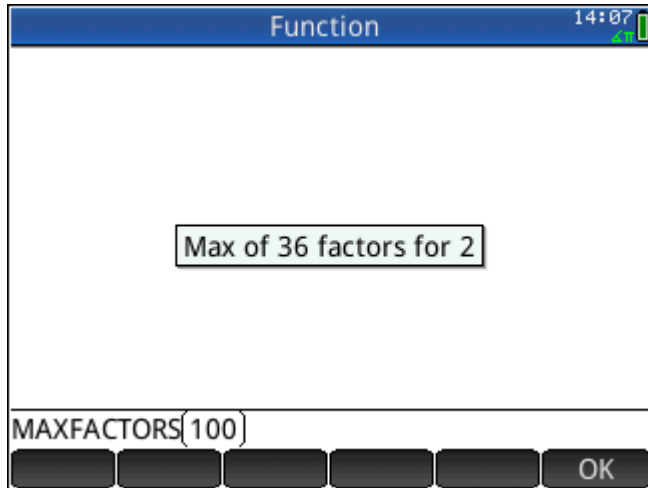 Function
14:07
∡π
Max of 36 factors for 2
MAXFACTORS(100)
OK